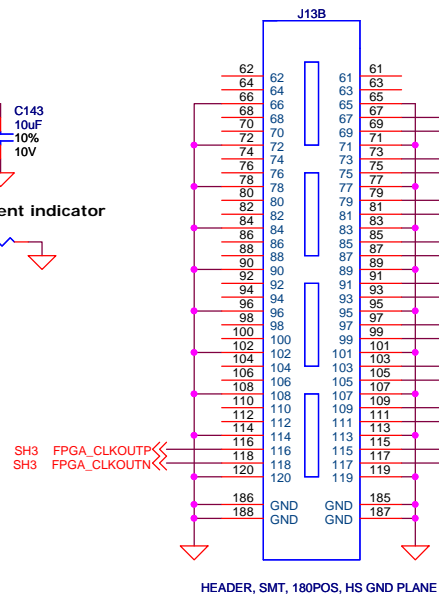 J13B
C143
10uF
10%
10V
ent indicator
62 62 61 61
64 64 63 63
66 66 65 65
68 68 67 67
70 70 69 69
72 72 71 71
74 74 73 73
76 76 75 75
78 78 77 77
80 80 79 79
82 82 81 81
84 84 83 83
86 86 85 85
88 88 87 87
90 90 89 89
92 92 91 91
94 94 93 93
96 96 95 95
98 98 97 97
100 100 99 99
102 102 101 101
104 104 103 103
106 106 105 105
108 108 107 107
110 110 109 109
112 112 111 111
114 114 113 113
SH3 FPGA_CLKOUTP 116 116 115 115
SH3 FPGA_CLKOUTN 118 118 117 117
120 120 119 119
186 GND GND 185
188 GND GND 187
HEADER, SMT, 180POS, HS GND PLANE